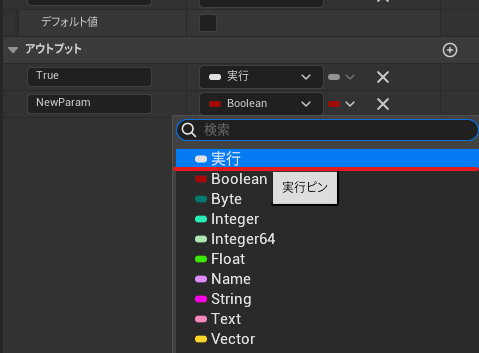 デフォルト値
アウトプット
True 実行
NewParam Boolean
検索
実行
Boolean
実行ピン
Byte
Integer
Integer64
Float
Name
String
Text
Vector